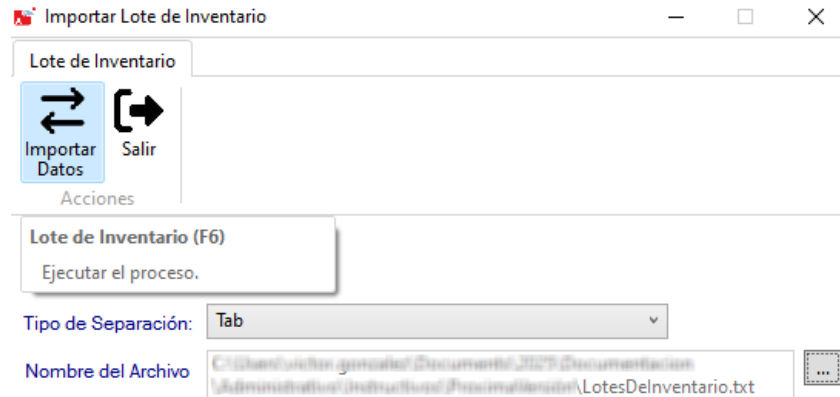 Importar Lote de Inventario
Lote de Inventario
Importar
Datos
Salir
Acciones
Lote de Inventario (F6)
Ejecutar el proceso.
Tipo de Separación: Tab
Nombre del Archivo
\LotesDeInventario.txt
...